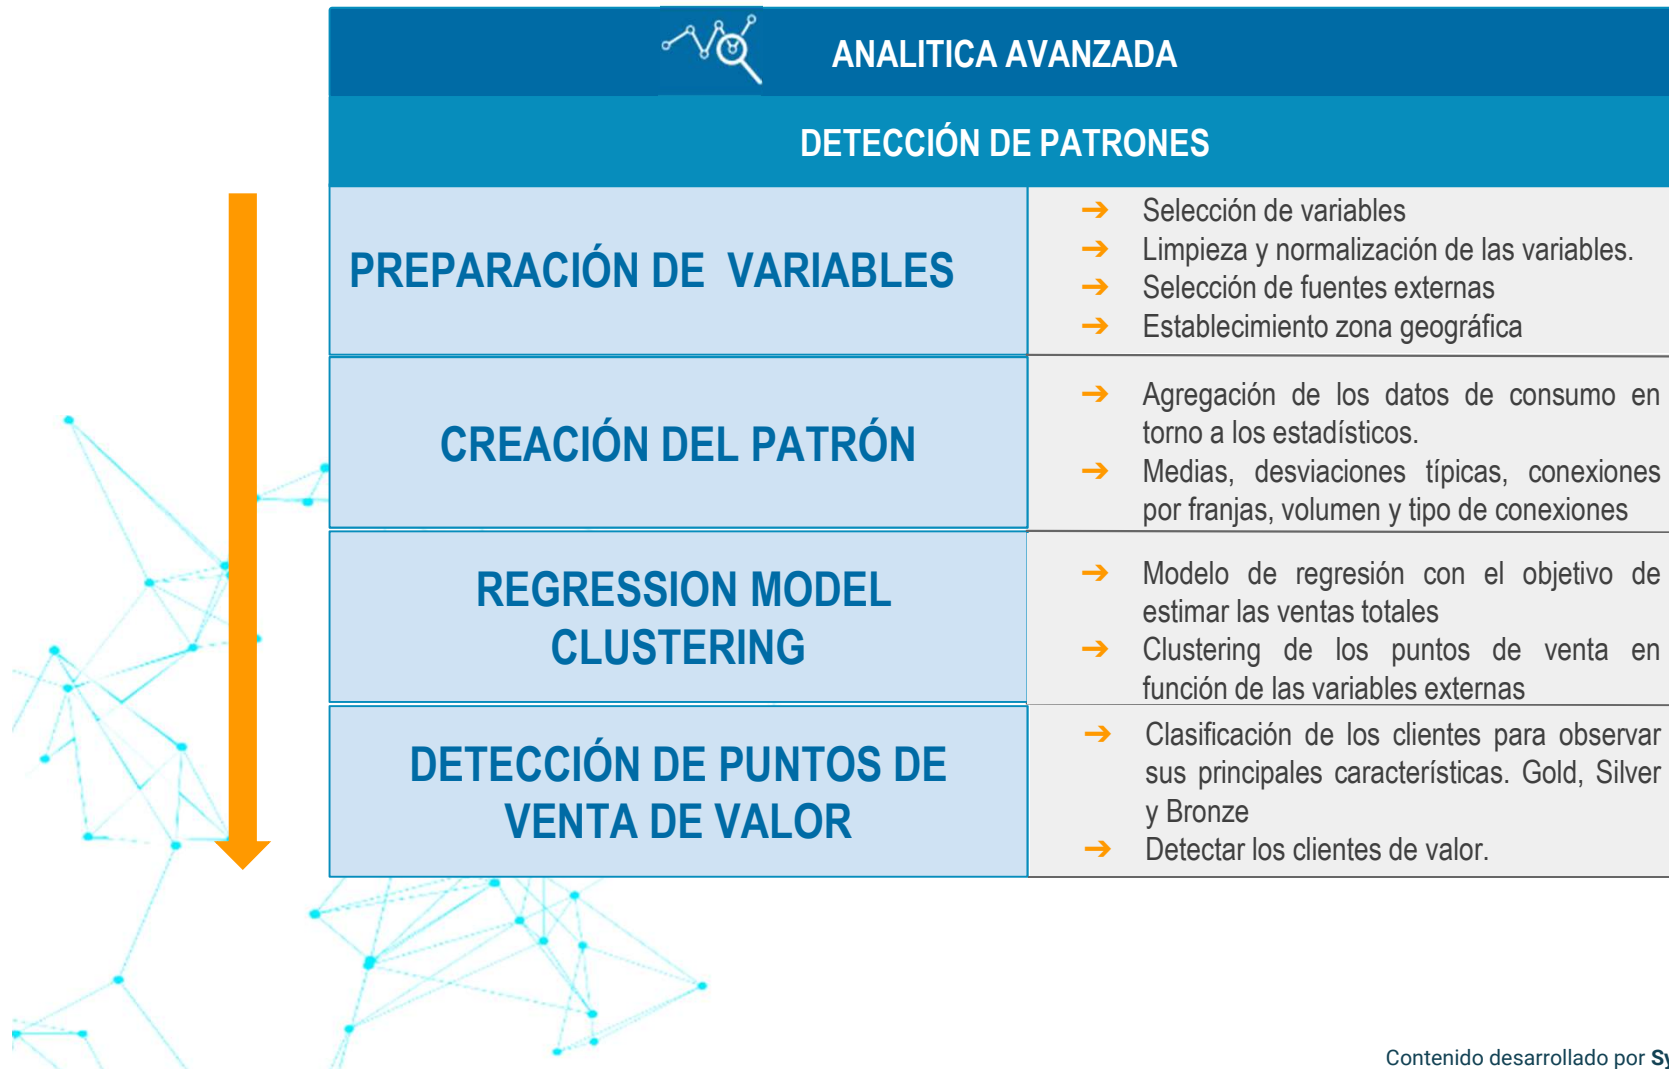 ANALITICA AVANZADA
DETECCIÓN DE PATRONES
PREPARACIÓN DE VARIABLES
➔ Selección de variables
➔ Limpieza y normalización de las variables.
➔ Selección de fuentes externas
➔ Establecimiento zona geográfica
CREACIÓN DEL PATRÓN
➔ Agregación de los datos de consumo en
torno a los estadísticos.
➔ Medias, desviaciones típicas, conexiones
por franjas, volumen y tipo de conexiones
REGRESSION MODEL
CLUSTERING
➔ Modelo de regresión con el objetivo de
estimar las ventas totales
➔ Clustering de los puntos de venta en
función de las variables externas
DETECCIÓN DE PUNTOS DE
VENTA DE VALOR
➔ Clasificación de los clientes para observar
sus principales características. Gold, Silver
y Bronze
➔ Detectar los clientes de valor.
Contenido desarrollado por